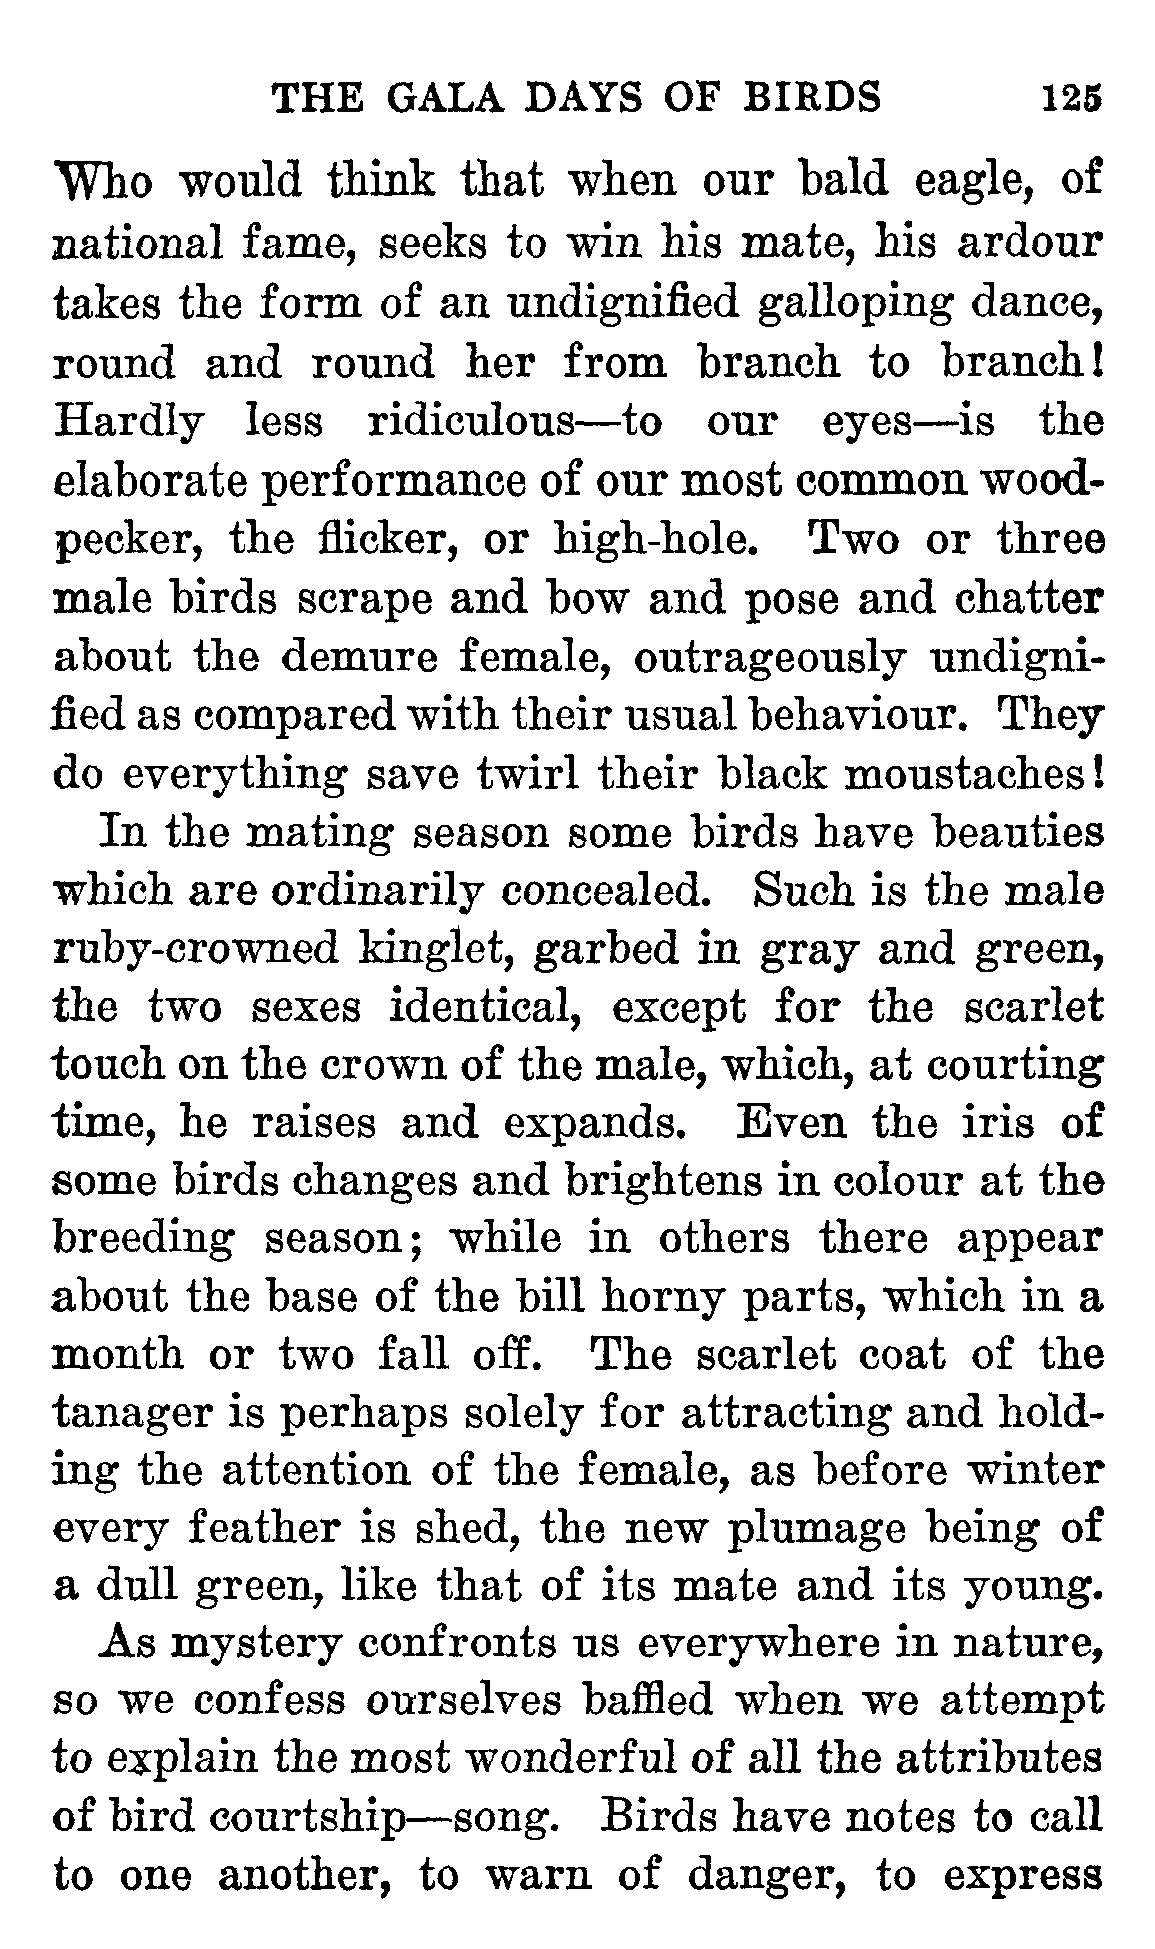 THE GALA DAYS OF BIRDS 125
Who would think that when our bald eagle, of
national fame, seeks to win his mate, his ardour
takes the form of an undignified galloping dance,
round and round her from branch to branch!
Hardly less ridiculous—to our eyes—is the
elaborate performance of our most common wood-
pecker, the flicker, or high-hole. Two or three
male birds scrape and bow and pose and chatter
about the demure female, outrageously undigni-
fied as compared with their usual behaviour. They
do everything save twirl their black moustaches!
In the mating season some birds have beauties
which are ordinarily concealed. Such is the male
ruby-crowned kinglet, garbed in gray and green,
the two sexes identical, except for the scarlet
touch on the crown of the male, which, at courting
time, he raises and expands. Even the iris of
some birds changes and brightens in colour at the
breeding season; while in others there appear
about the base of the bill horny parts, which in a
month or two fall off. The scarlet coat of the
tanager is perhaps solely for attracting and hold-
ing the attention of the female, as before winter
every feather is shed, the new plumage being of
a dull green, like that of its mate and its young.
As mystery confronts us everywhere in nature,
so we confess ourselves baffled when we attempt
to explain the most wonderful of all the attributes
of bird courtship—song. Birds have notes to call
to one another, to warn of danger, to express